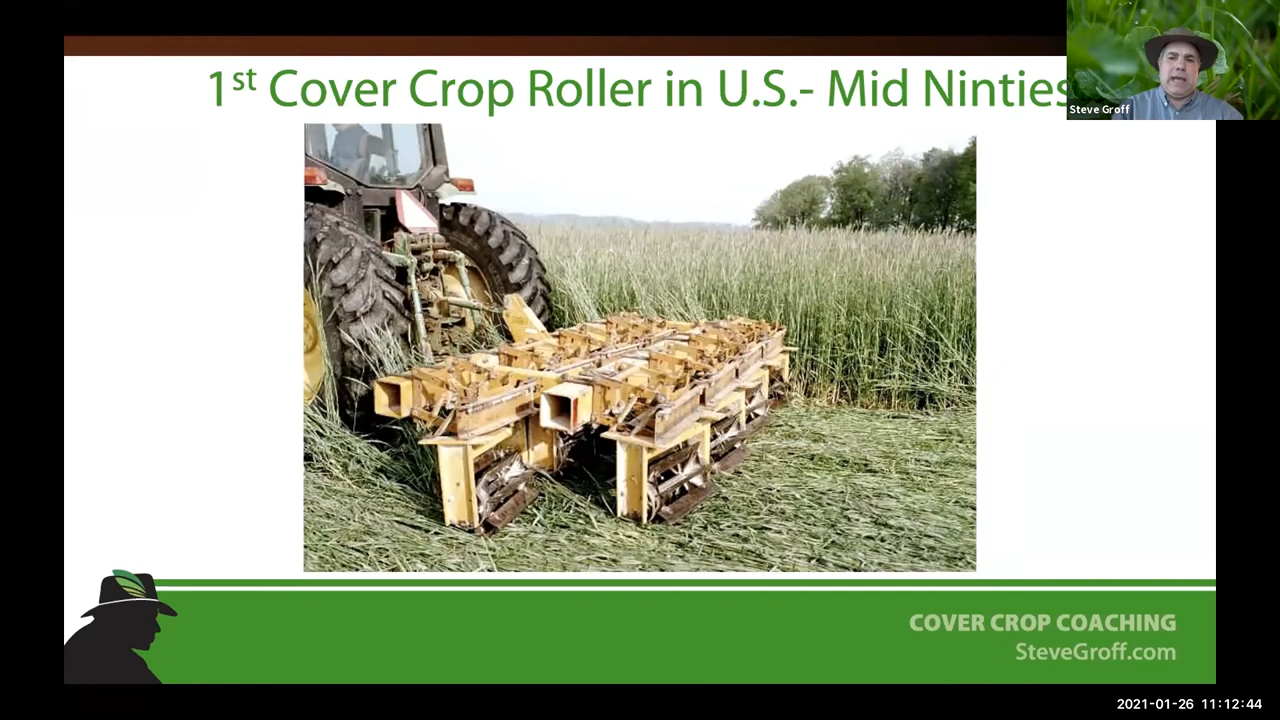 1st Cover Crop Roller in U.S.- Mid Ninties
Steve Groff
COVER CROP COACHING
SteveGroff.com
2021-01-26 11:12:44